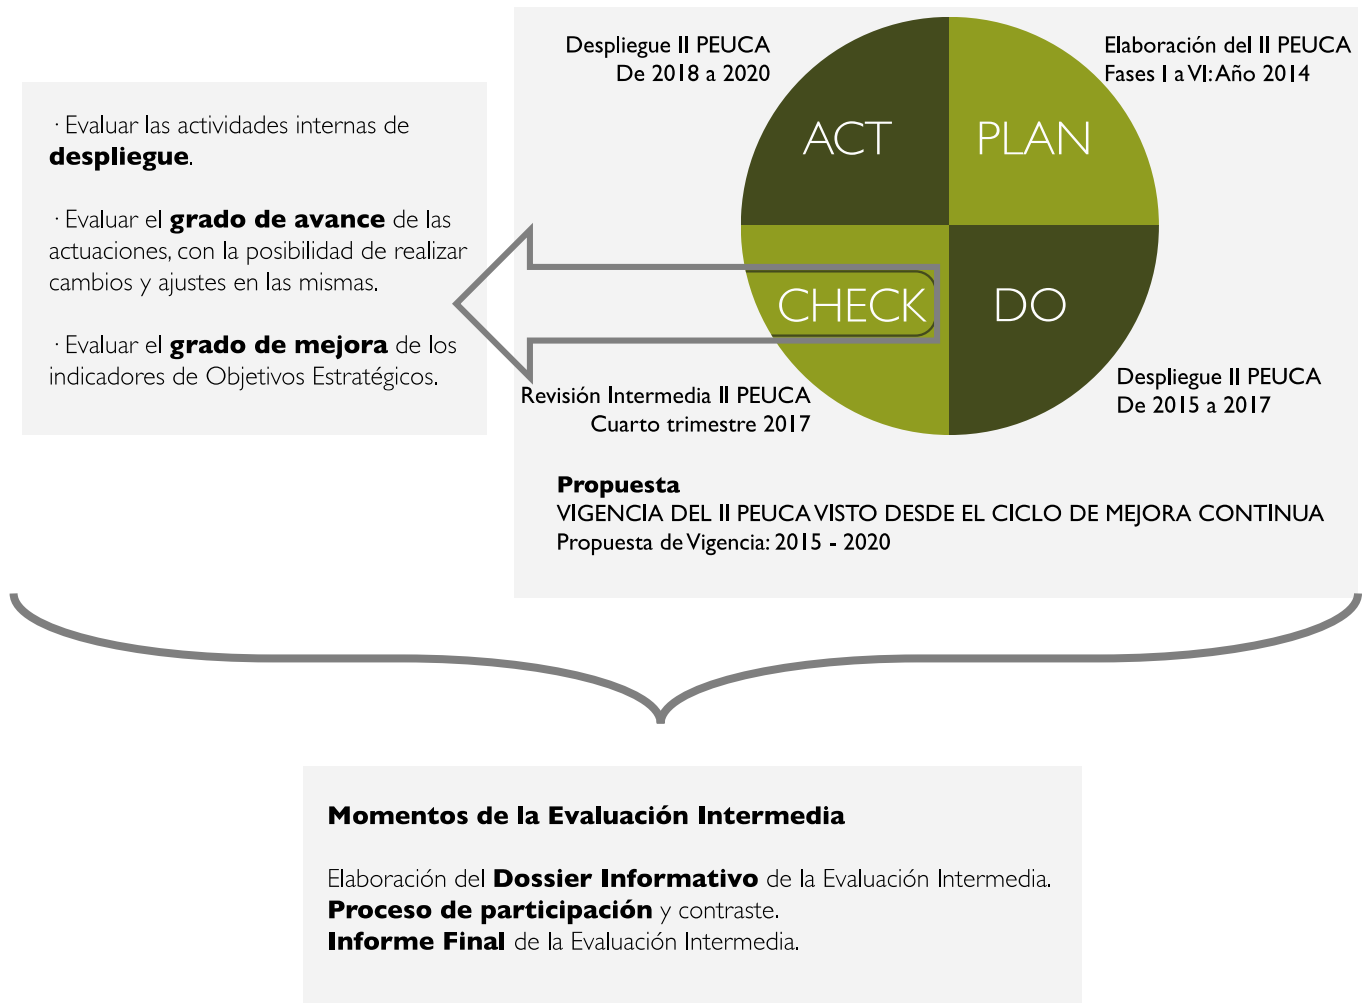 · Evaluar las actividades internas de
despliegue.
· Evaluar el grado de avance de las
actuaciones, con la posibilidad de realizar
cambios y ajustes en las mismas.
· Evaluar el grado de mejora de los
indicadores de Objetivos Estratégicos.
Despliegue II PEUCA
De 2018 a 2020
Elaboración del II PEUCA
Fases I a VI: Año 2014
ACT
PLAN
CHECK
DO
Revisión Intermedia II PEUCA
Cuarto trimestre 2017
Despliegue II PEUCA
De 2015 a 2017
Propuesta
VIGENCIA DEL II PEUCA VISTO DESDE EL CICLO DE MEJORA CONTINUA
Propuesta de Vigencia: 2015 - 2020
Momentos de la Evaluación Intermedia
Elaboración del Dossier Informativo de la Evaluación Intermedia.
Proceso de participación y contraste.
Informe Final de la Evaluación Intermedia.